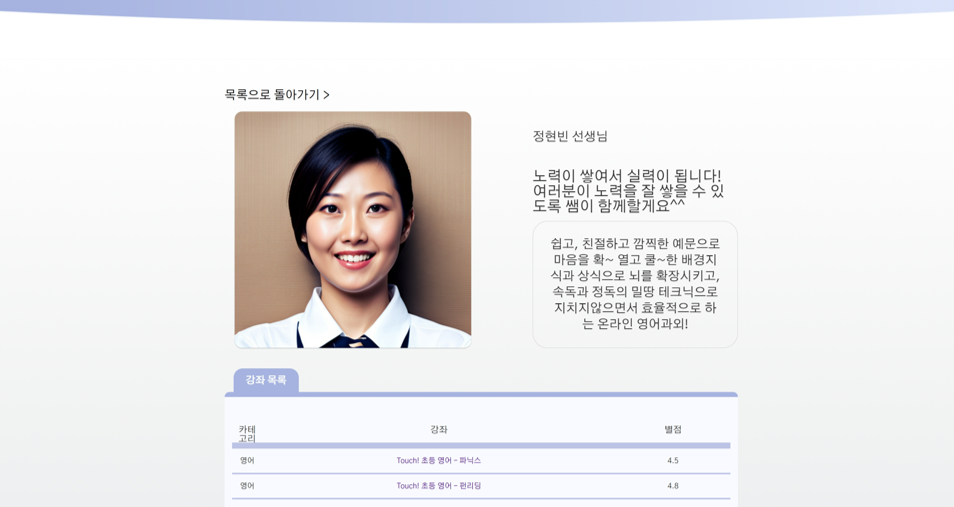 목록으로 돌아가기 >
정현빈 선생님
노력이 쌓여서 실력이 됩니다!
여러분이 노력을 잘 쌓을 수 있
도록 쌤이 함께할게요^^
쉽고, 친절하고 깜찍한 예문으로
마음을 확~ 열고 쿨~한 배경지
식과 상식으로 뇌를 확장시키고,
속독과 정독의 밀땅 테크닉으로
지치지않으면서 효율적으로 하
는 온라인 영어과외!
강좌 목록
카테
고리
강좌
별점
영어
Touch! 초등 영어 - 파닉스
4.5
영어
Touch! 초등 영어 - 펀리딩
4.8